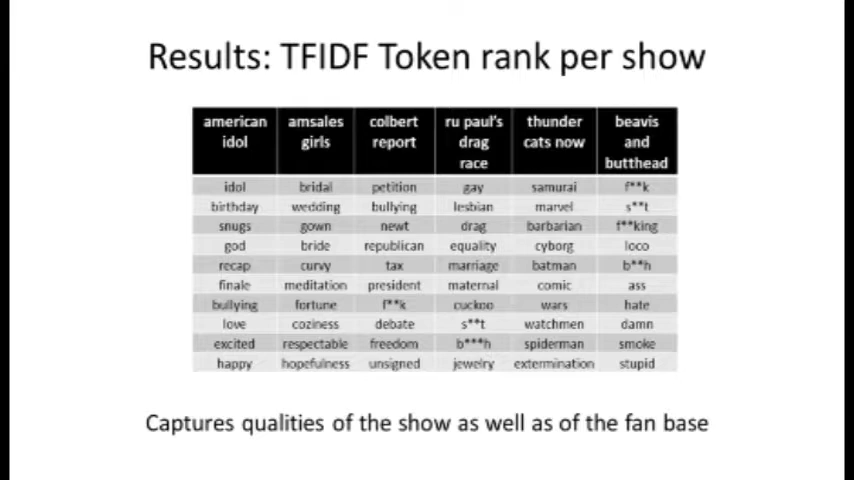 Results: TFIDF Token rank per show
american idol amsales girls colbert report ru paul's drag race thunder cats now beavis and butthead
idol bridal petition gay samurai f**k
birthday wedding bullying lesbian marvel s**t
snugs gown newt drag barbarian f**king
god bride republican equality cyborg loco
recap curvy tax marriage batman b**h
finale meditation president maternal comic ass
bullying fortune f**k cuckoo wars hate
love coziness debate s**t watchmen damn
excited respectable freedom b***h spiderman smoke
happy hopefulness unsigned jewelry extermination stupid
Captures qualities of the show as well as of the fan base